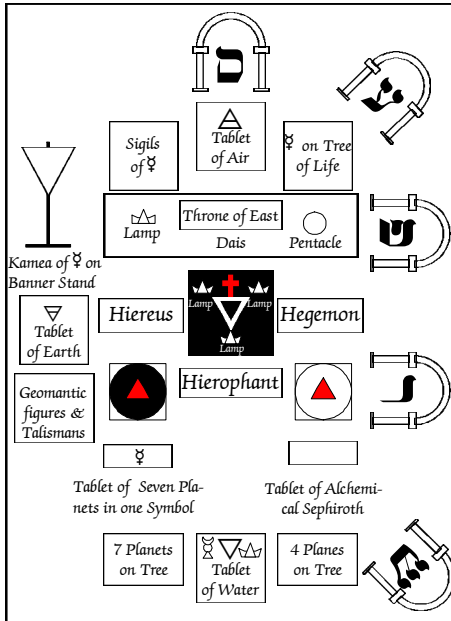 כ
Sigils
of ☿
🜁
Tablet
of Air
☿ on Tree
of Life
Lamp
Throne of East
Dais
Pentacle
ש
Kamea of ☿ on
Banner Stand
🜃
Tablet
of Earth
Hiereus
Lamp
Lamp
Lamp
Hegemon
Geomantic
figures &
Talismans
Hierophant
נ
☿
Tablet of Seven Pla-
nets in one Symbol
Tablet of Alchemi-
cal Sephiroth
7 Planets
on Tree
Tablet
of Water
4 Planes
on Tree